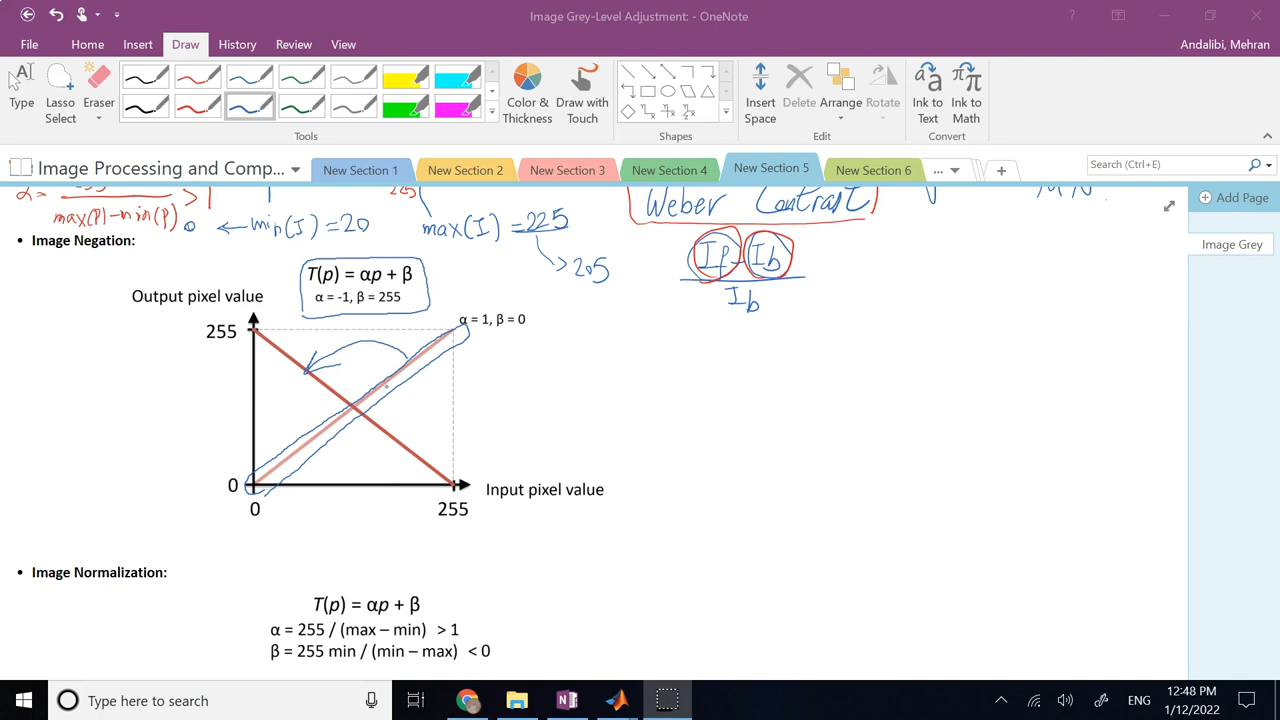 Image Grey-Level Adjustment: - OneNote
?
File Home Insert Draw History Review View
Andalibi, Mehran
Type
Lasso Select
Eraser
Color & Thickness
Draw with Touch
Insert Space
Delete
Arrange
Rotate
Ink to Text
Ink to Math
Tools
Shapes
Edit
Convert
Image Processing and Comp...
New Section 1
New Section 2
New Section 3
New Section 4
New Section 5
New Section 6
...
Search (Ctrl+E)
Add Page
Image Grey
Weber Contrast
α = > 1
max(P)-min(P)
0 ← min(I) = 20
max(I) = 225
> 205
If - Ib
Ib
• Image Negation:
T(p) = αp + β
α = -1, β = 255
Output pixel value
α = 1, β = 0
255
0
Input pixel value
0
255
• Image Normalization:
T(p) = αp + β
α = 255 / (max – min) > 1
β = 255 min / (min – max) < 0
Type here to search
ENG
12:48 PM
1/12/2022